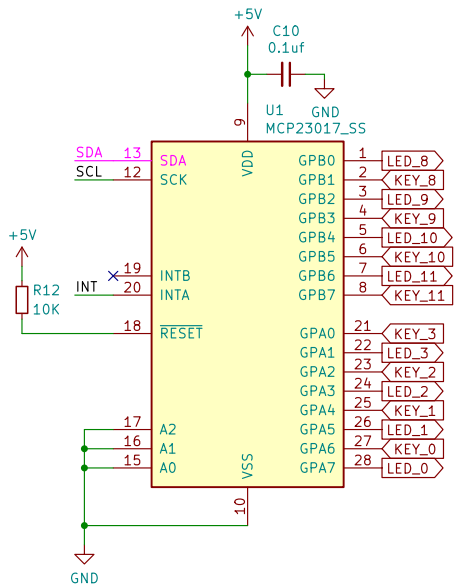 +5V
C10
0.1uf
GND
9
U1
MCP23017_SS
VDD
SDA 13 SDA GPB0 1 LED_8
SCL 12 SCK GPB1 2 KEY_8
GPB2 3 LED_9
GPB3 4 KEY_9
+5V GPB4 5 LED_10
GPB5 6 KEY_10
19 INTB GPB6 7 LED_11
R12 INT 20 INTA GPB7 8 KEY_11
10K
18 RESET GPA0 21 KEY_3
GPA1 22 LED_3
GPA2 23 KEY_2
GPA3 24 LED_2
GPA4 25 KEY_1
17 A2 GPA5 26 LED_1
16 A1 GPA6 27 KEY_0
15 A0 GPA7 28 LED_0
VSS
10
GND